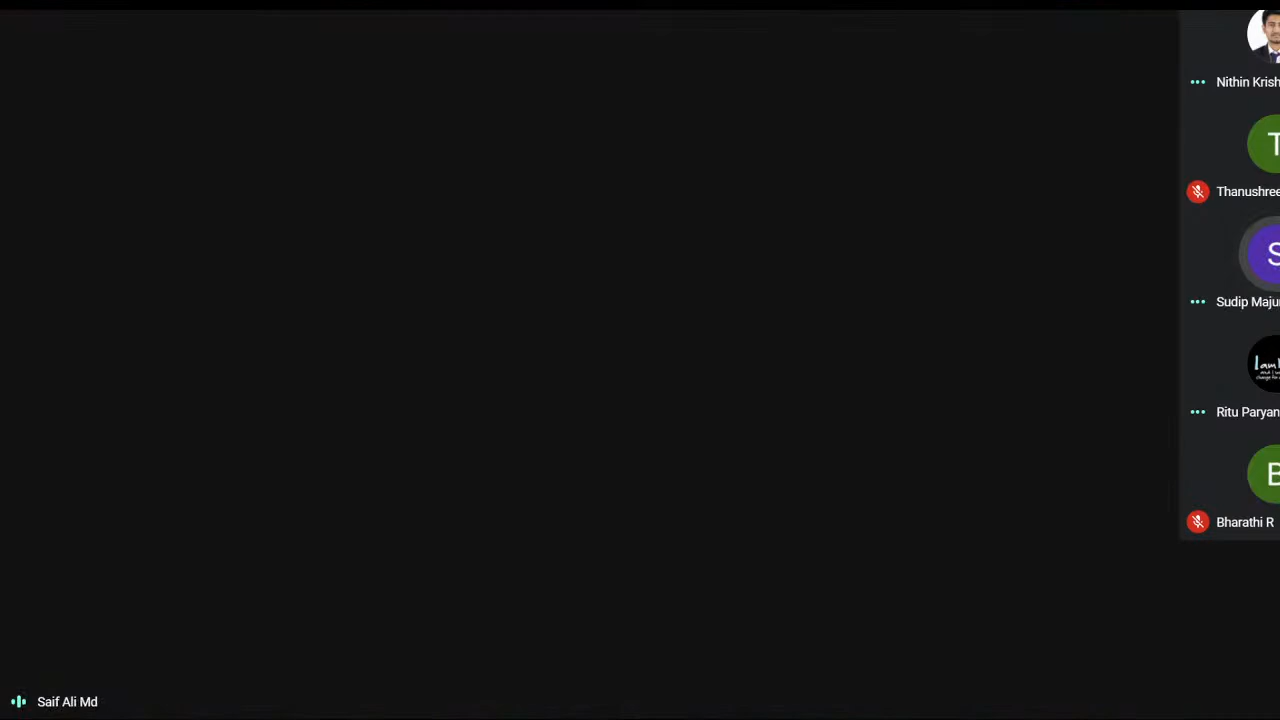 Nithin Krish
T
Thanushree
S
Sudip Maju
Ritu Paryan
B
Bharathi R
Saif Ali Md